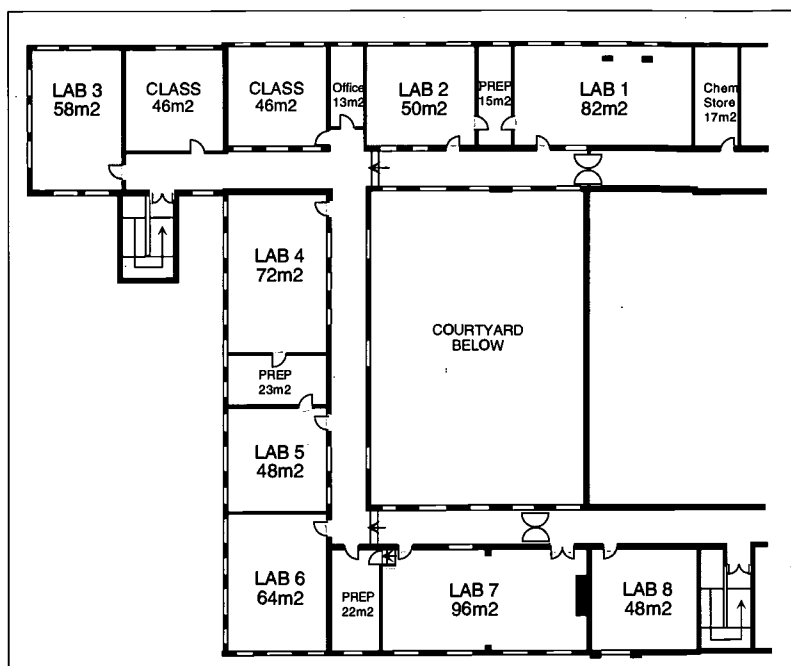 LAB 3
58m2
CLASS
46m2
CLASS
46m2
Office
13m2
LAB 2
50m2
PREP
15m2
LAB 1
82m2
Chem
Store
17m2
LAB 4
72m2
COURTYARD
BELOW
PREP
23m2
LAB 5
48m2
LAB 6
64m2
PREP
22m2
LAB 7
96m2
LAB 8
48m2